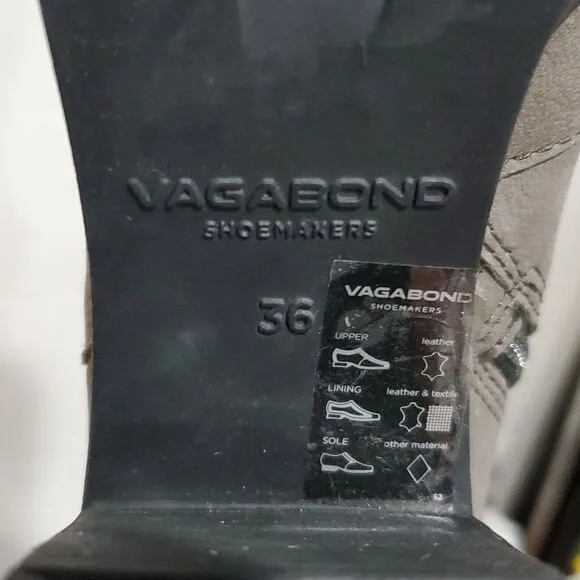 VAGABOND
SHOEMAKERS
36
VAGABOND
SHOEMAKERS
UPPER
leather
LINING
leather & textile
SOLE
other material